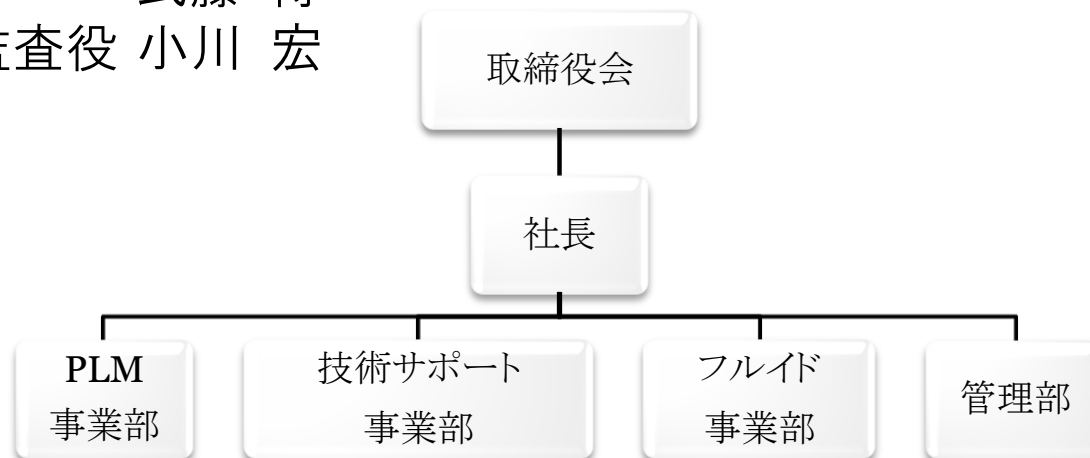 監査役 小川 宏
取締役会
社長
PLM
事業部
技術サポート
事業部
フルイド
事業部
管理部